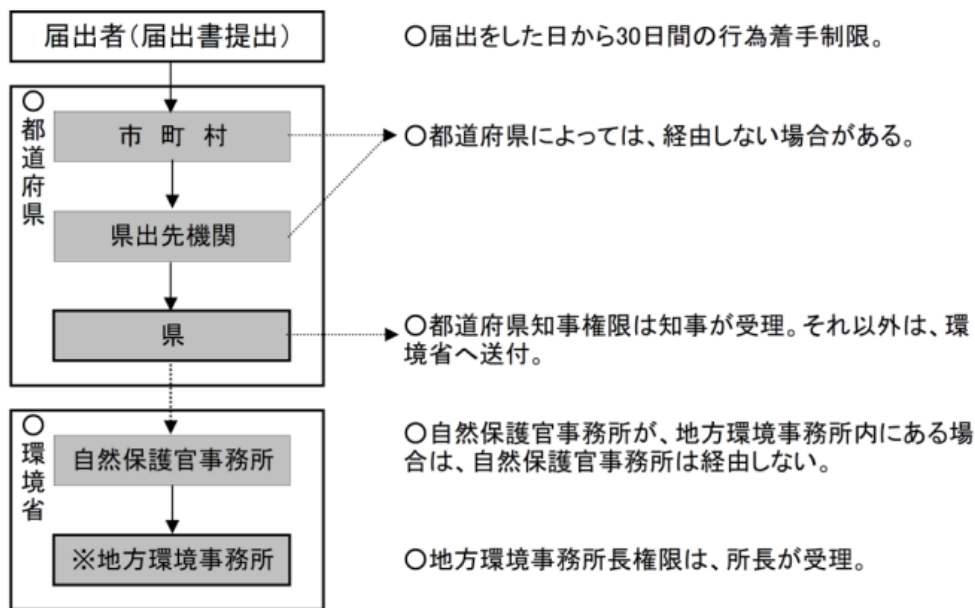 届出者(届出書提出)
○届出をした日から30日間の行為着手制限。
○都道府県
市 町 村
○都道府県によっては、経由しない場合がある。
県出先機関
県
○都道府県知事権限は知事が受理。それ以外は、環
境省へ送付。
○環境省
自然保護官事務所
○自然保護官事務所が、地方環境事務所内にある場
合は、自然保護官事務所は経由しない。
※地方環境事務所
○地方環境事務所長権限は、所長が受理。